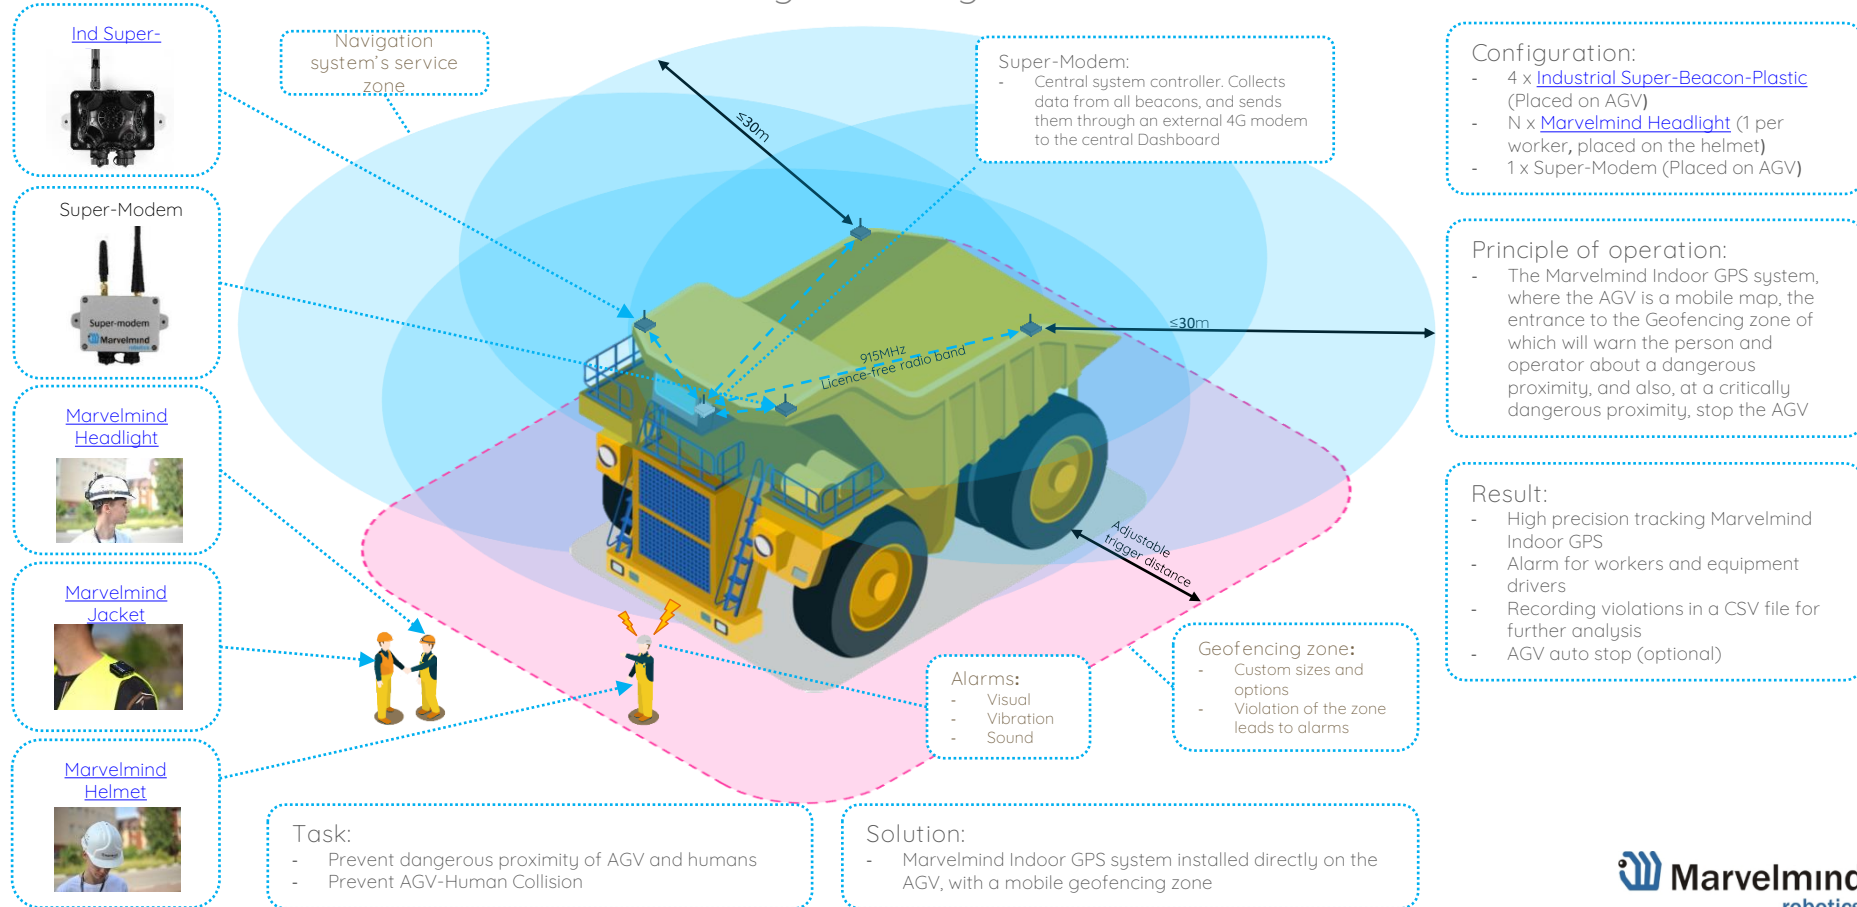 Ind Super-
Super-Modem
Super-modem
Marvelmind
robotics
Marvelmind
Headlight
Marvelmind
Jacket
Marvelmind
Helmet
Navigation
system's service
zone
≤30m
Super-Modem:
- Central system controller. Collects
data from all beacons, and sends
them through an external 4G modem
to the central Dashboard
≤30m
915MHz
Licence-free radio band
Adjustable
trigger distance
Alarms:
- Visual
- Vibration
- Sound
Geofencing zone:
- Custom sizes and
options
- Violation of the zone
leads to alarms
Task:
- Prevent dangerous proximity of AGV and humans
- Prevent AGV-Human Collision
Solution:
- Marvelmind Indoor GPS system installed directly on the
AGV, with a mobile geofencing zone
Configuration:
- 4 x Industrial Super-Beacon-Plastic
(Placed on AGV)
- N x Marvelmind Headlight (1 per
worker, placed on the helmet)
- 1 x Super-Modem (Placed on AGV)
Principle of operation:
- The Marvelmind Indoor GPS system,
where the AGV is a mobile map, the
entrance to the Geofencing zone of
which will warn the person and
operator about a dangerous
proximity, and also, at a critically
dangerous proximity, stop the AGV
Result:
- High precision tracking Marvelmind
Indoor GPS
- Alarm for workers and equipment
drivers
- Recording violations in a CSV file for
further analysis
- AGV auto stop (optional)
Marvelmind
robotics